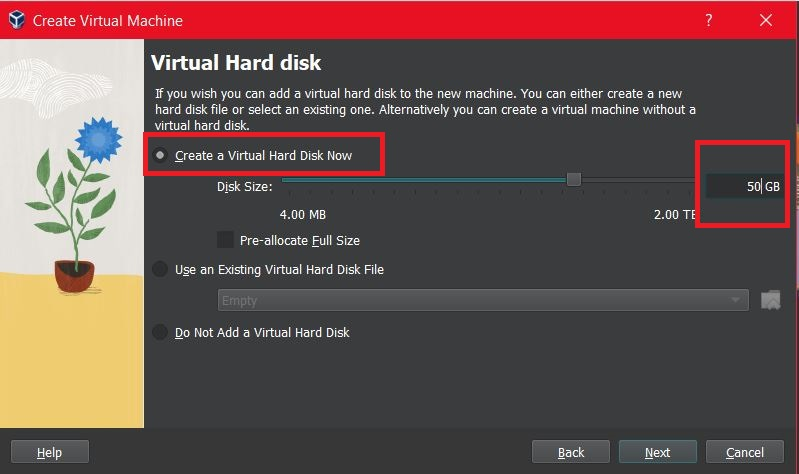 Create Virtual Machine
?
Virtual Hard disk
If you wish you can add a virtual hard disk to the new machine. You can either create a new
hard disk file or select an existing one. Alternatively you can create a virtual machine without a
virtual hard disk.
Create a Virtual Hard Disk Now
Disk Size:
50 GB
4.00 MB
2.00 TB
Pre-allocate Full Size
Use an Existing Virtual Hard Disk File
Empty
Do Not Add a Virtual Hard Disk
Help
Back
Next
Cancel